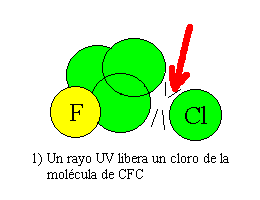 F
Cl
1) Un rayo UV libera un cloro de la
molécula de CFC